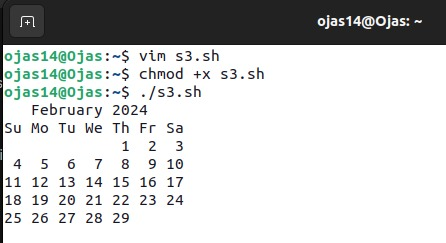 ojas14@Ojas: ~
ojas14@Ojas:~$ vim s3.sh
ojas14@Ojas:~$ chmod +x s3.sh
ojas14@Ojas:~$ ./s3.sh
   February 2024
Su Mo Tu We Th Fr Sa
             1  2  3
 4  5  6  7  8  9 10
11 12 13 14 15 16 17
18 19 20 21 22 23 24
25 26 27 28 29